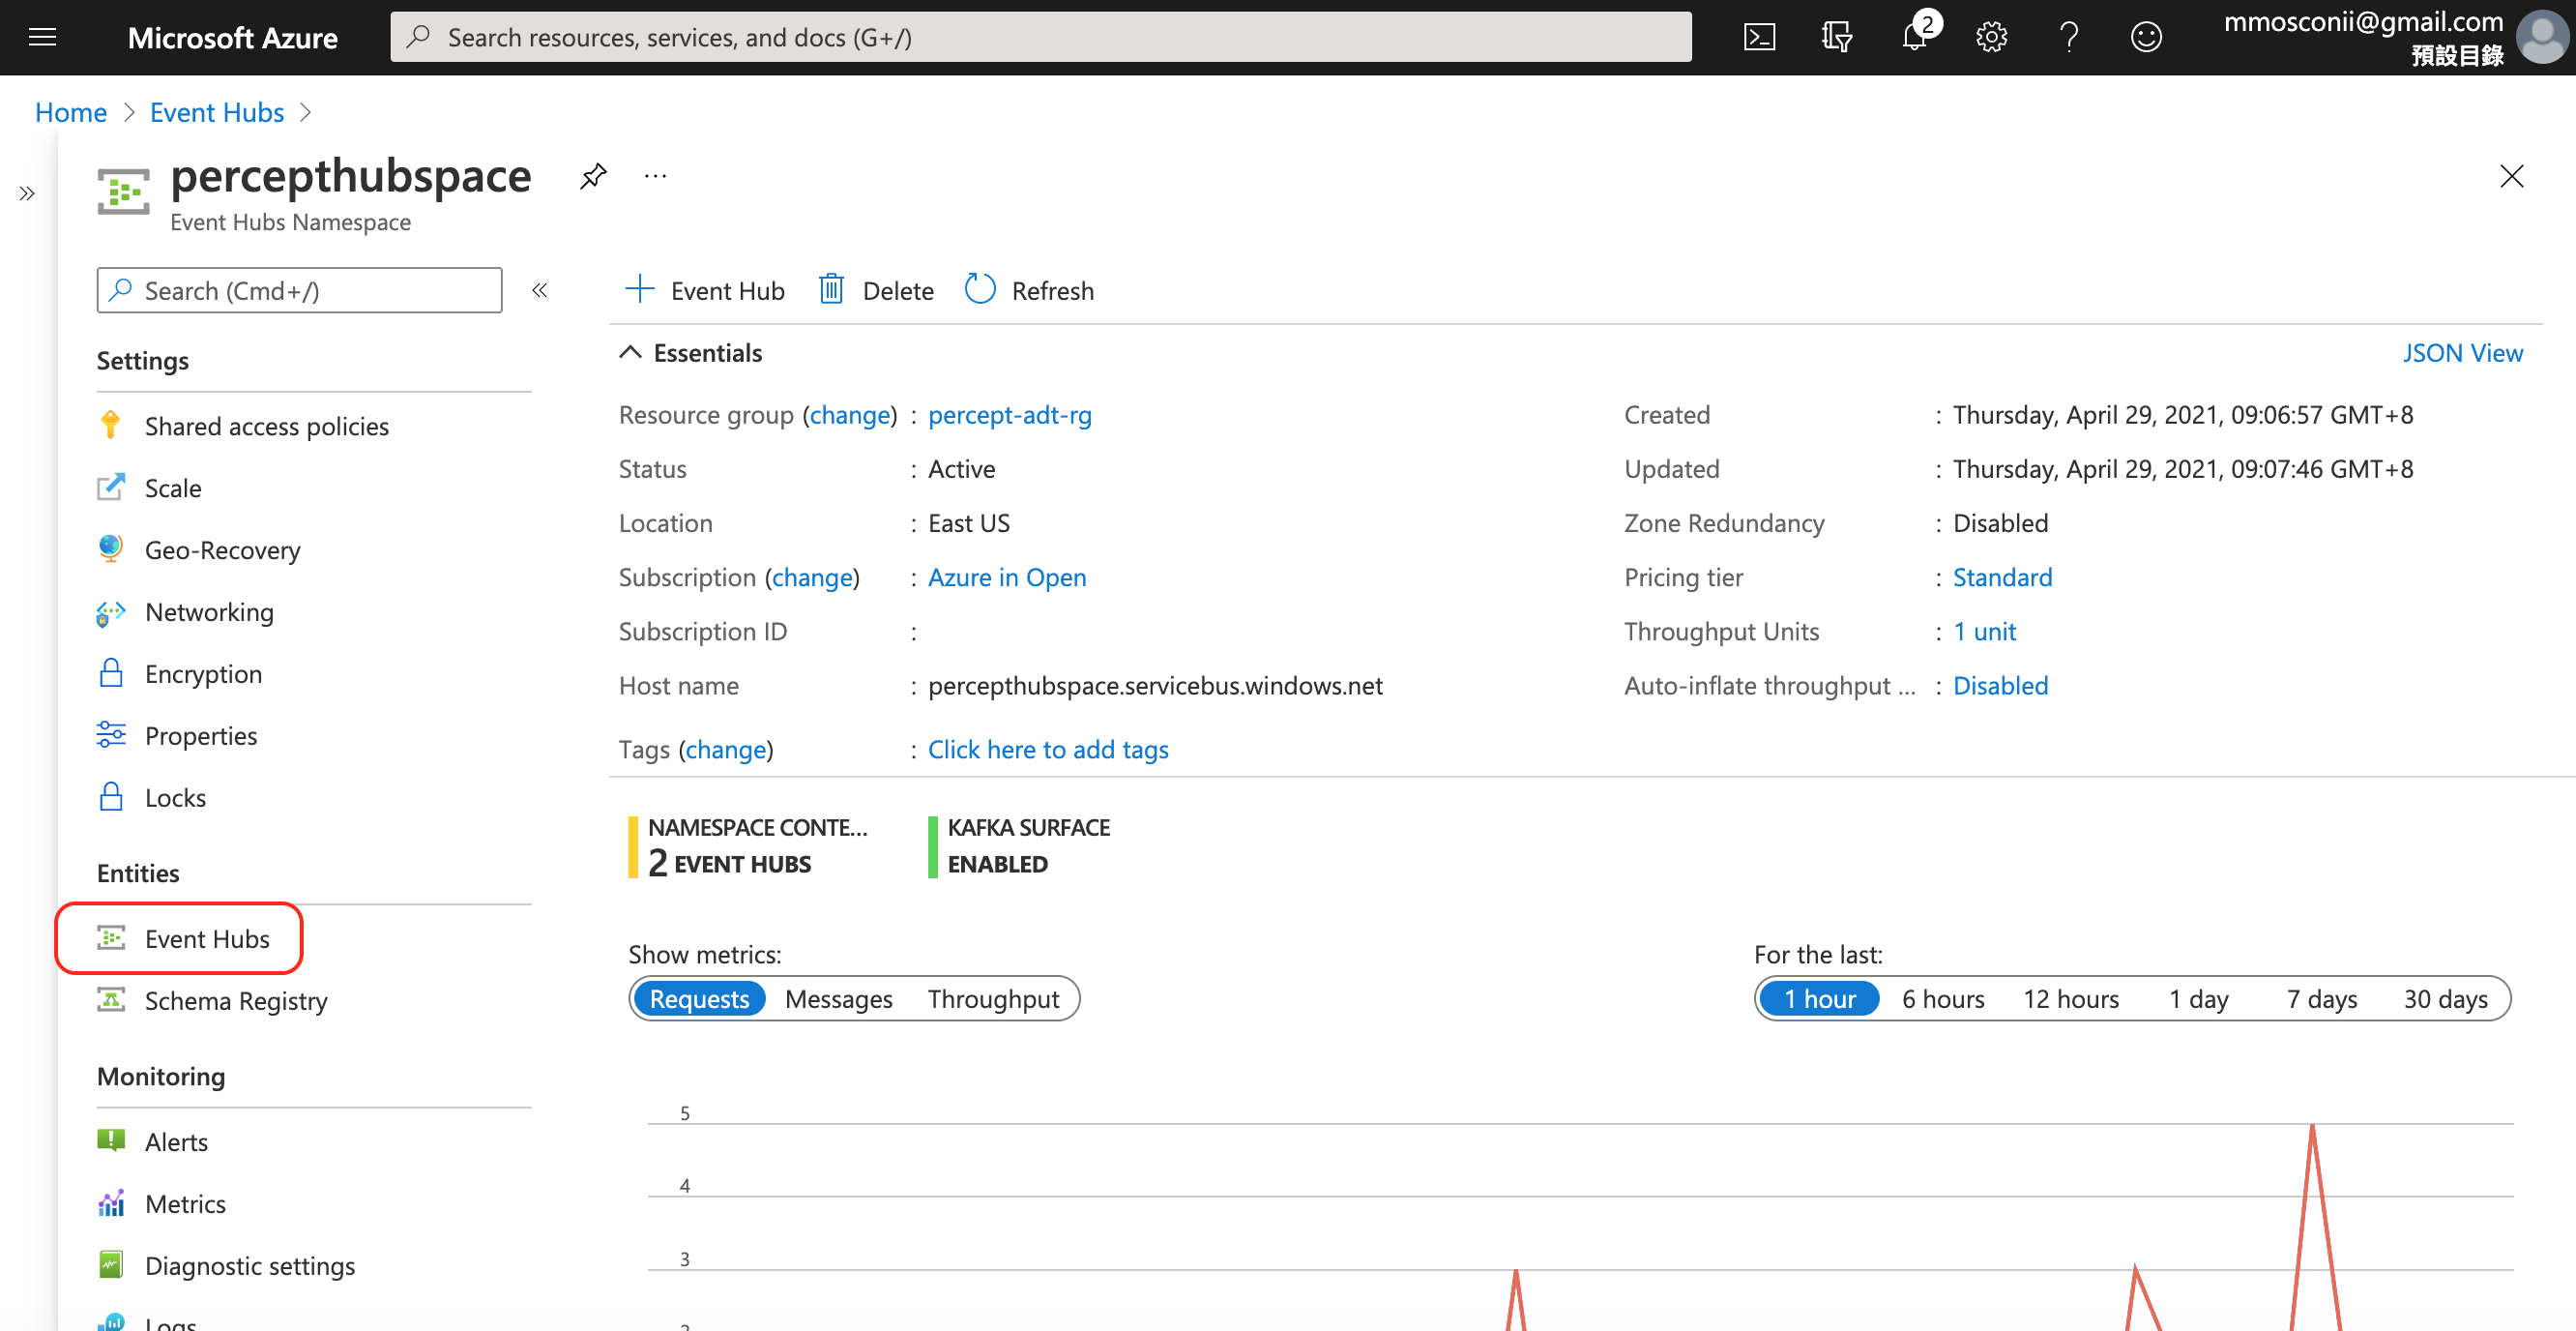 Microsoft Azure
Search resources, services, and docs (G+/)
2
mmosconii@gmail.com
預設目錄
Home > Event Hubs >
percepthubspace
...
Event Hubs Namespace
Search (Cmd+/)
Settings
Shared access policies
Scale
Geo-Recovery
Networking
Encryption
Properties
Locks
Entities
Event Hubs
Schema Registry
Monitoring
Alerts
Metrics
Diagnostic settings
Logs
Event Hub
Delete
Refresh
Essentials
JSON View
Resource group (change) : percept-adt-rg
Status : Active
Location : East US
Subscription (change) : Azure in Open
Subscription ID :
Host name : percepthubspace.servicebus.windows.net
Tags (change) : Click here to add tags
Created : Thursday, April 29, 2021, 09:06:57 GMT+8
Updated : Thursday, April 29, 2021, 09:07:46 GMT+8
Zone Redundancy : Disabled
Pricing tier : Standard
Throughput Units : 1 unit
Auto-inflate throughput ... : Disabled
NAMESPACE CONTE...
2 EVENT HUBS
KAFKA SURFACE
ENABLED
Show metrics:
Requests Messages Throughput
For the last:
1 hour 6 hours 12 hours 1 day 7 days 30 days
5
4
3
2